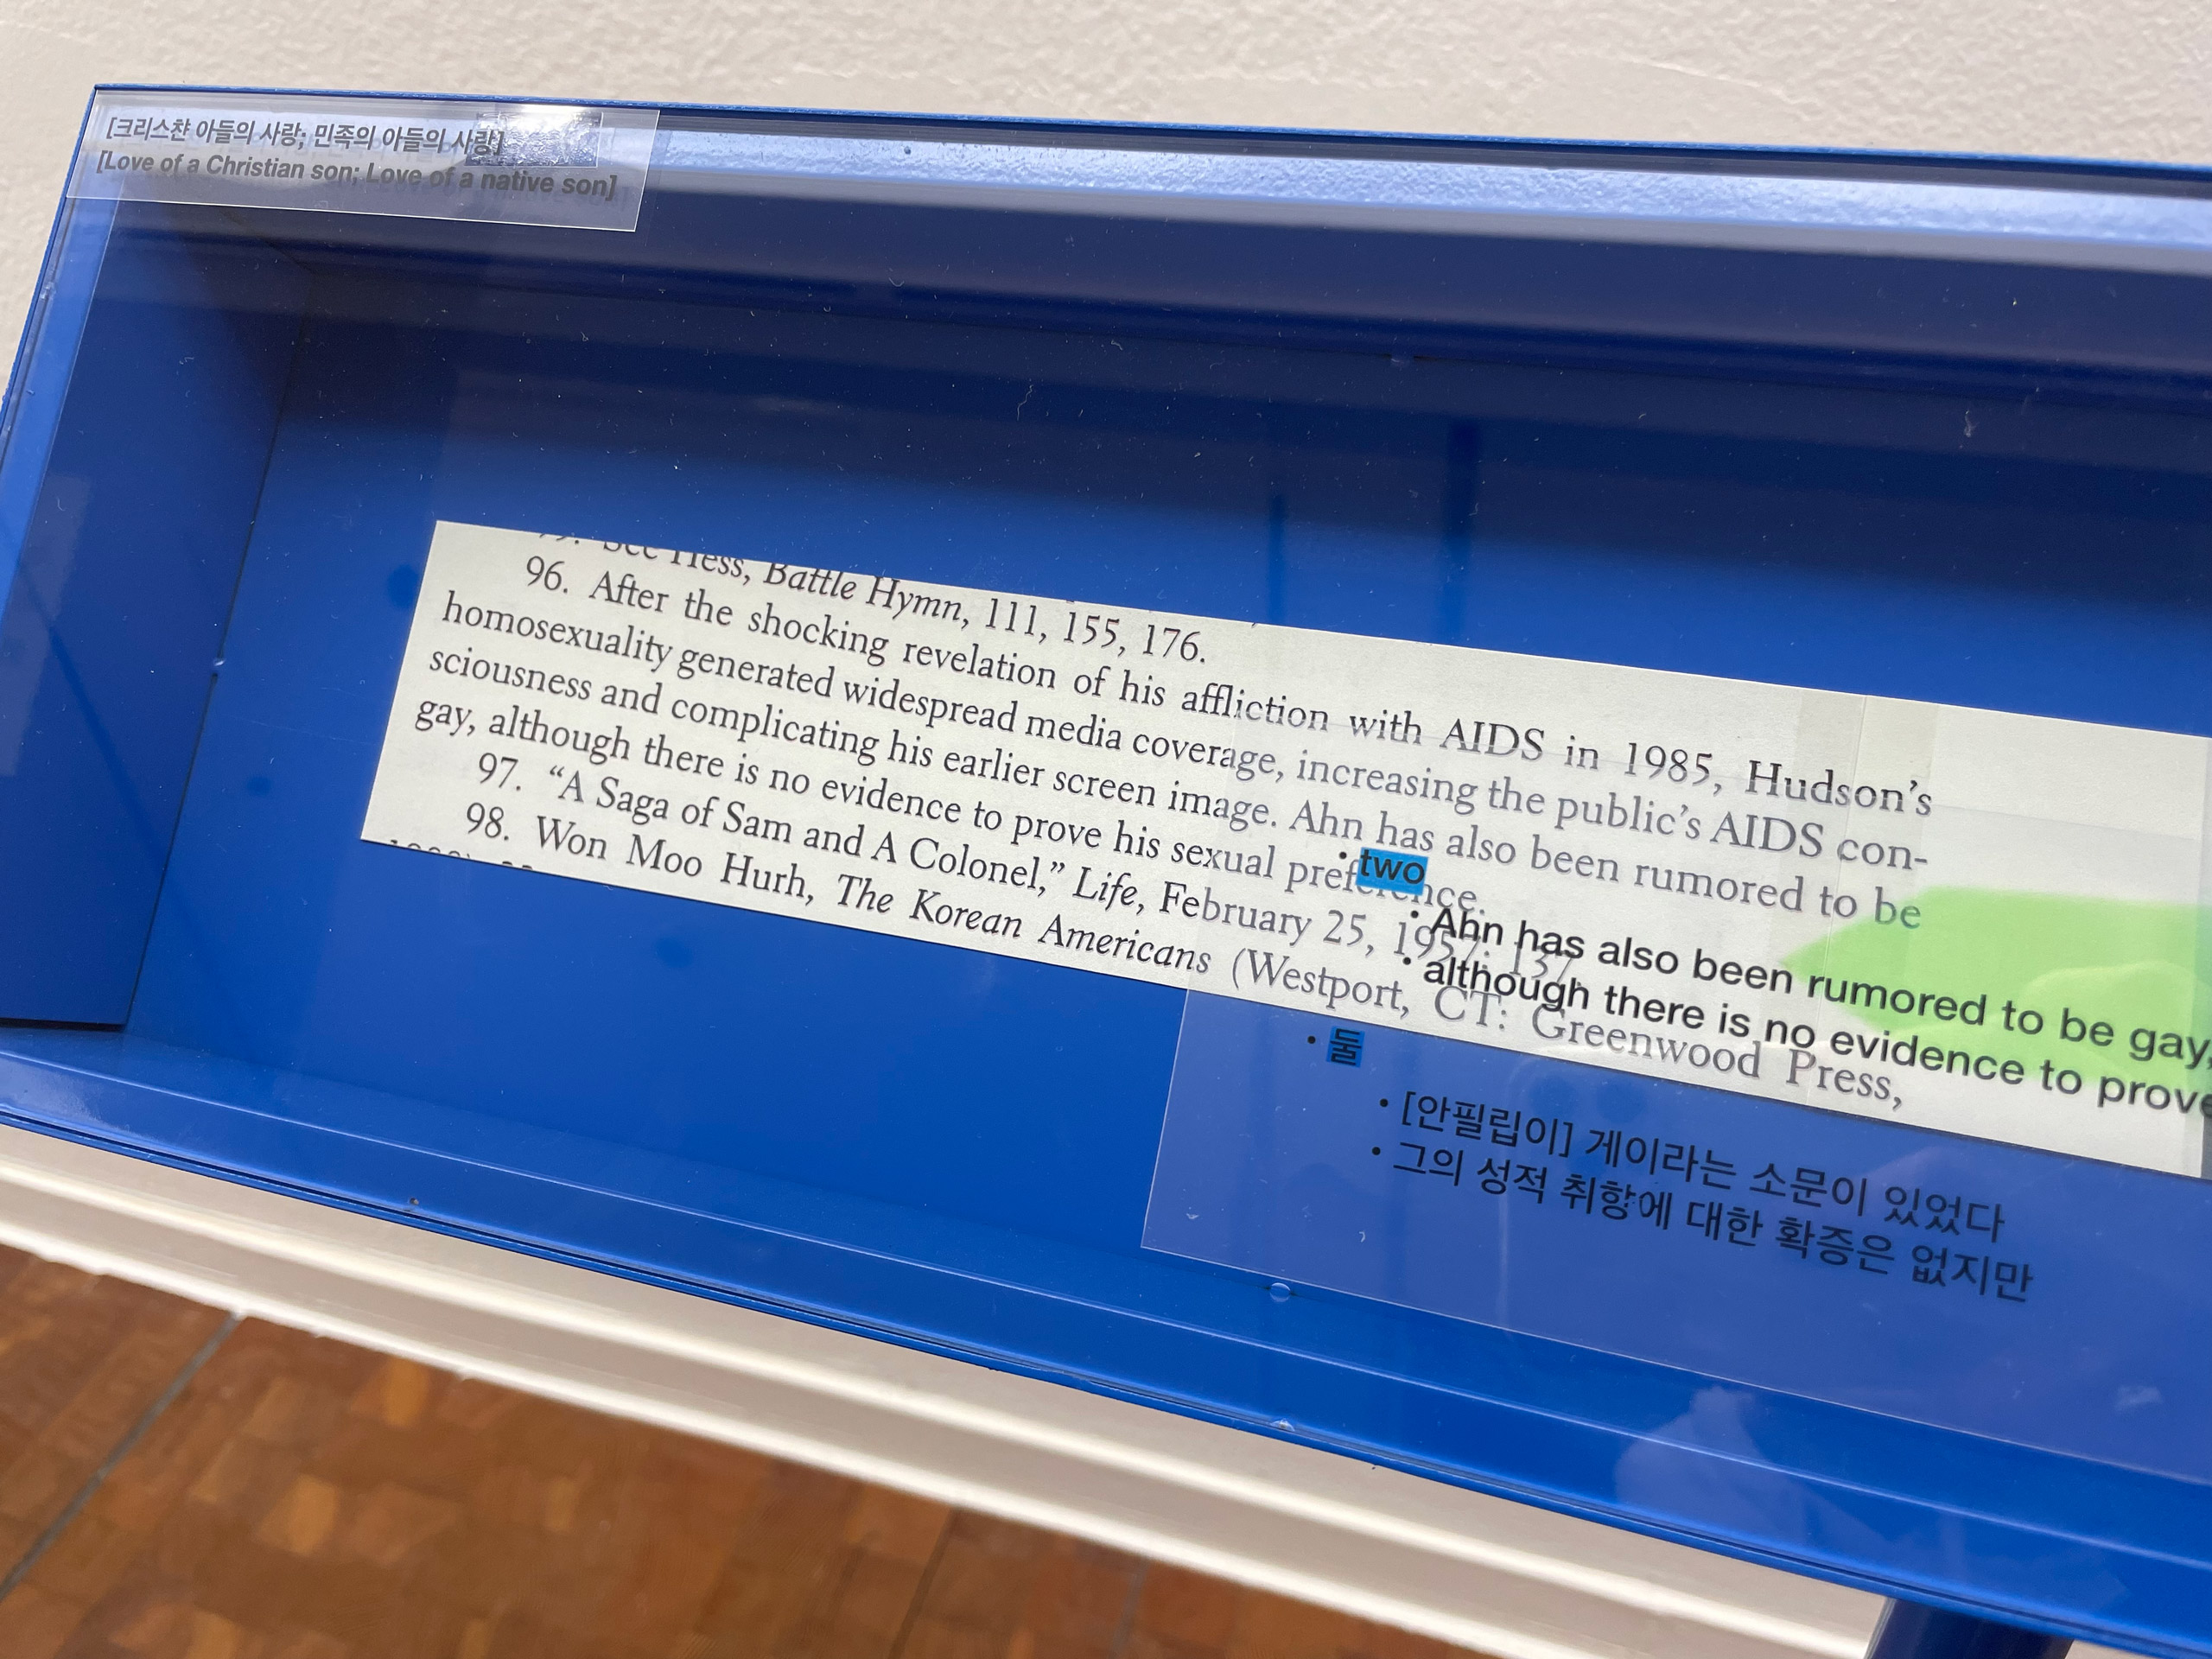 [크리스챤 아들의 사랑; 민족의 아들의 사랑]
[Love of a Christian son; Love of a native son]
See Hess, Battle Hymn, 111, 155, 176.
96. After the shocking revelation of his affliction with AIDS in 1985, Hudson’s
homosexuality generated widespread media coverage, increasing the public’s AIDS con-
sciousness and complicating his earlier screen image. Ahn has also been rumored to be
gay, although there is no evidence to prove his sexual preference.
97. “A Saga of Sam and A Colonel,” Life, February 25, 1957: 137.
98. Won Moo Hurh, The Korean Americans (Westport, CT: Greenwood Press,
• two
• Ahn has also been rumored to be gay,
• although there is no evidence to prove
• 둘
• [안필립이] 게이라는 소문이 있었다
• 그의 성적 취향에 대한 확증은 없지만